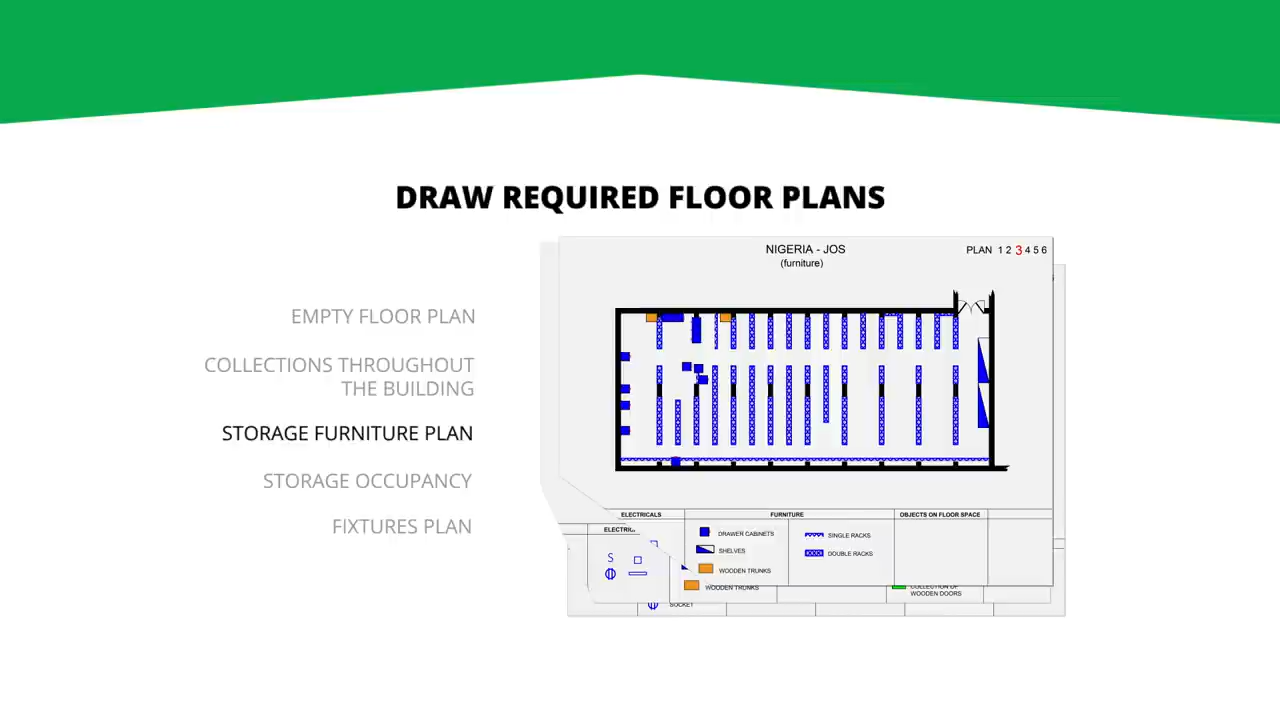 DRAW REQUIRED FLOOR PLANS
EMPTY FLOOR PLAN
COLLECTIONS THROUGHOUT
THE BUILDING
STORAGE FURNITURE PLAN
STORAGE OCCUPANCY
FIXTURES PLAN
NIGERIA - JOS
(furniture)
PLAN 1 2 3 4 5 6
ELECTRICALS
FURNITURE
OBJECTS ON FLOOR SPACE
DRAWER CABINETS
SHELVES
WOODEN TRUNKS
SINGLE RACKS
DOUBLE RACKS
S
WOODEN TRUNKS
WOODEN DOORS
SOCKET